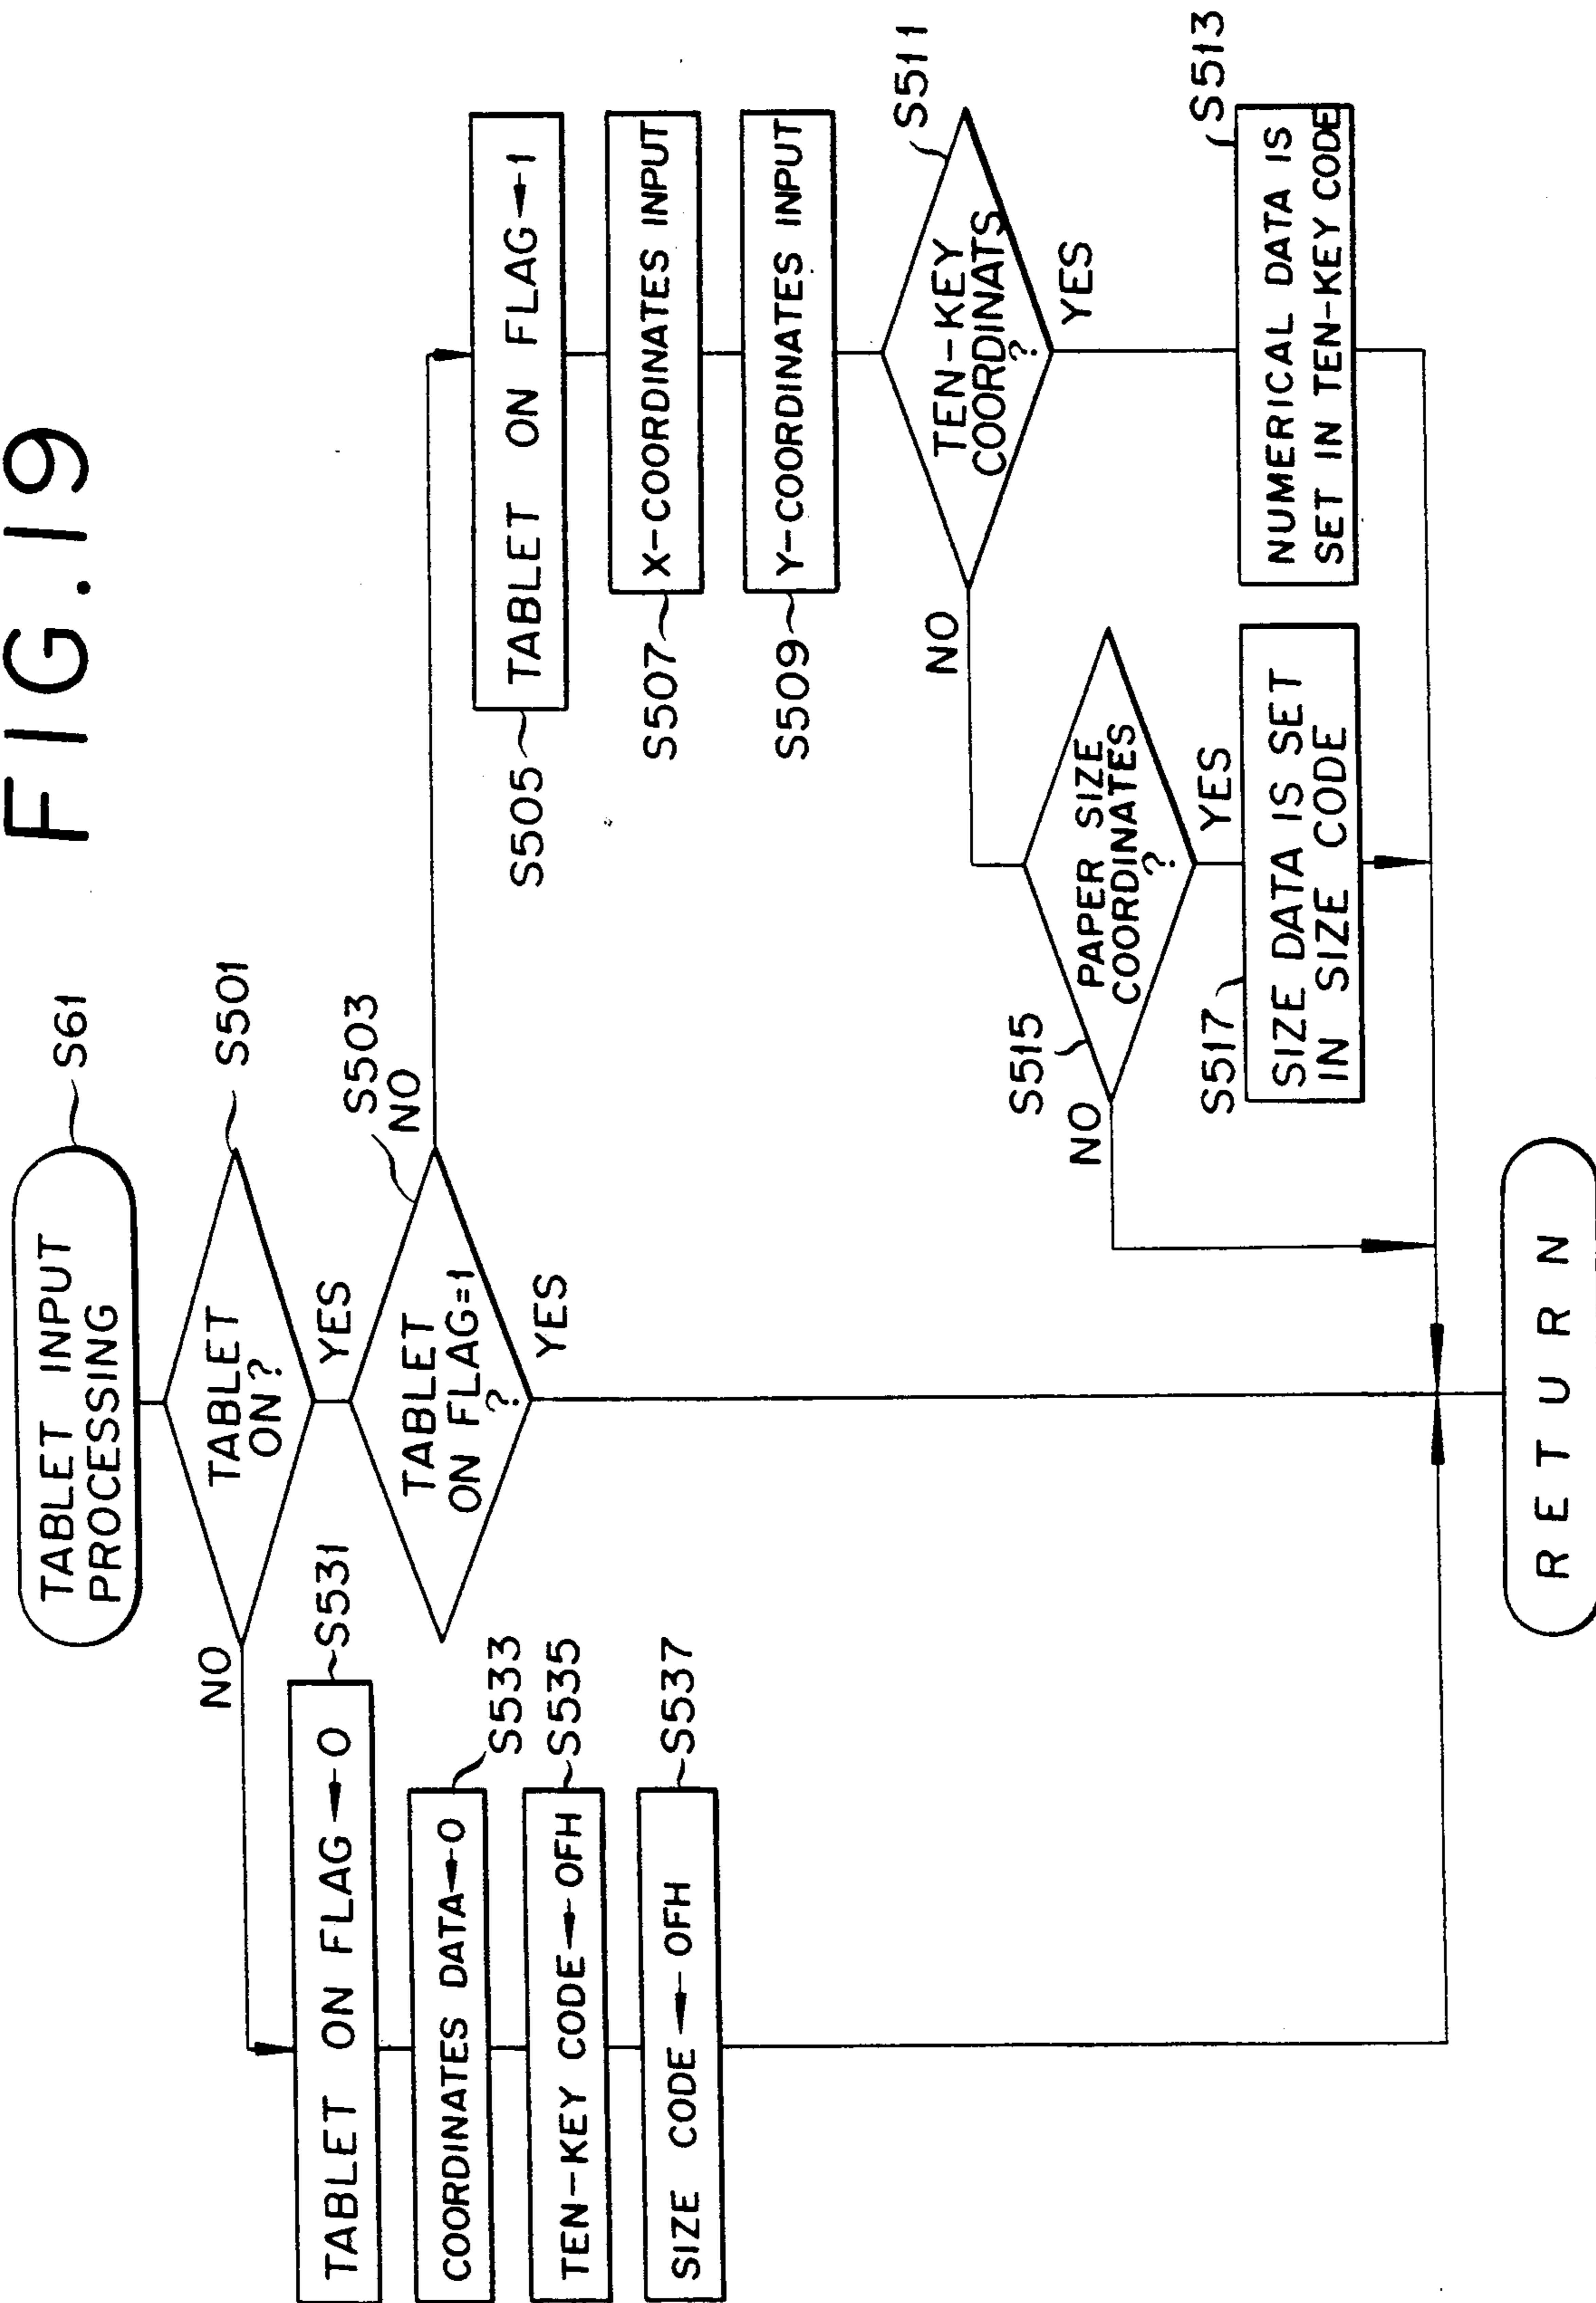 FIG.19
TABLET INPUT
PROCESSING
S61
TABLET
ON?
S501
NO
YES
TABLET
ON FLAG=1
?
S503
NO
YES
TABLET ON FLAG←0
S531
COORDINATES DATA←0
S533
TEN-KEY CODE←OFH
S535
SIZE CODE←OFH
S537
S505
TABLET ON FLAG←1
S507
X-COORDINATES INPUT
S509
Y-COORDINATES INPUT
TEN-KEY
COORDINATS
?
S511
NO
YES
S513
NUMERICAL DATA IS
SET IN TEN-KEY CODE
S515
PAPER SIZE
COORDINATES
?
NO
YES
S517
SIZE DATA IS SET
IN SIZE CODE
RETURN